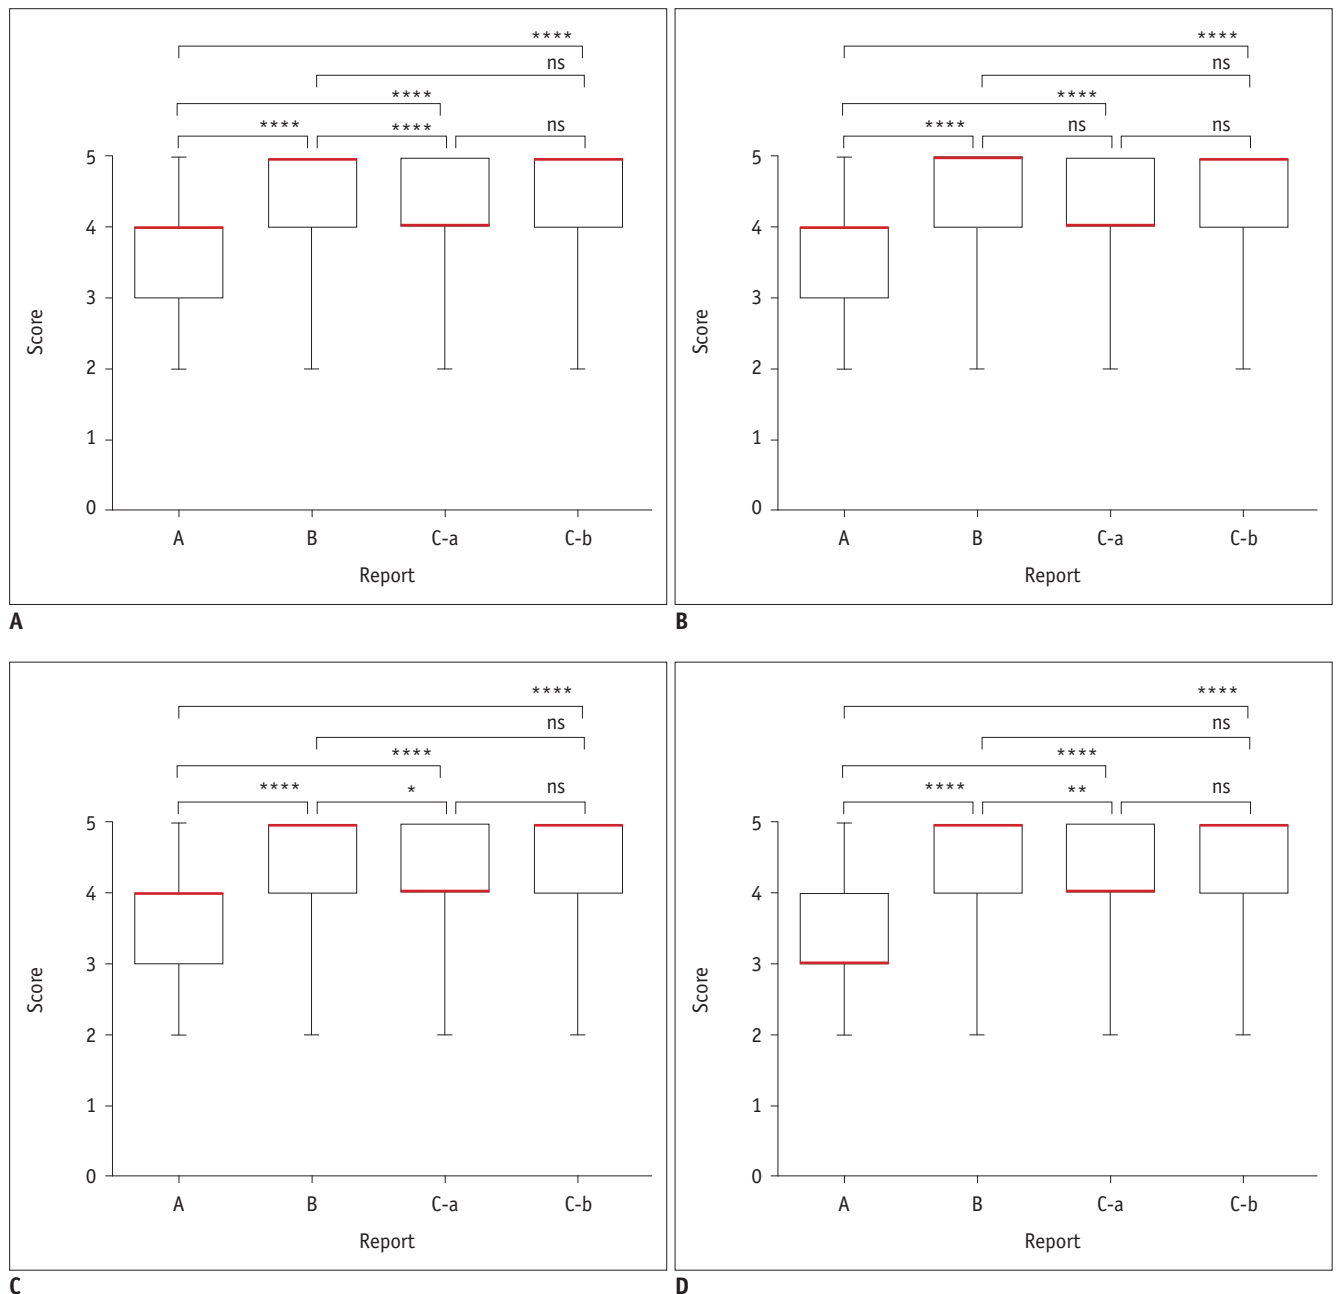 ****
ns
****
**** **** ns
5
4
3
2
1
0
Score
A B C-a C-b
Report
A
****
ns
****
**** ns ns
5
4
3
2
1
0
Score
A B C-a C-b
Report
B
****
ns
****
**** * ns
5
4
3
2
1
0
Score
A B C-a C-b
Report
C
****
ns
****
**** ** ns
5
4
3
2
1
0
Score
A B C-a C-b
Report
D